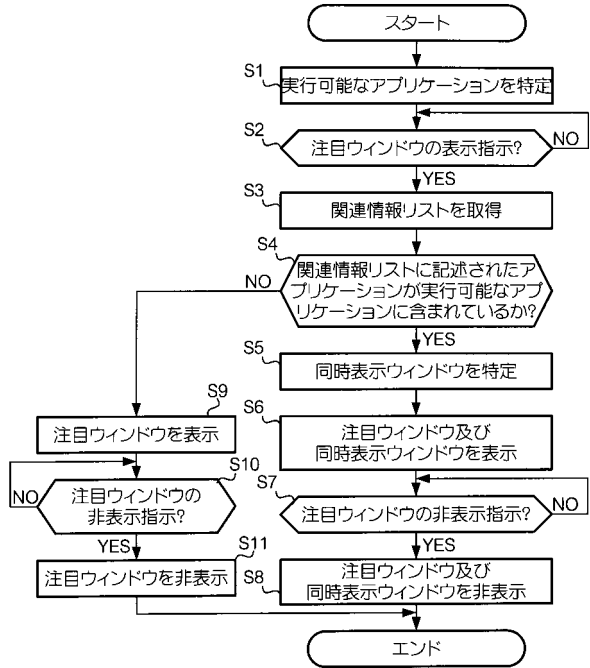 スタート
S1
実行可能なアプリケーションを特定
S2
注目ウィンドウの表示指示?
NO
YES
S3
関連情報リストを取得
S4
関連情報リストに記述されたア
プリケーションが実行可能なアプ
リケーションに含まれているか?
NO
YES
S5
同時表示ウィンドウを特定
S6
注目ウィンドウ及び
同時表示ウィンドウを表示
S7
注目ウィンドウの非表示指示?
NO
YES
S8
注目ウィンドウ及び
同時表示ウィンドウを非表示
S9
注目ウィンドウを表示
S10
注目ウィンドウの
非表示指示?
NO
YES
S11
注目ウィンドウを非表示
エンド